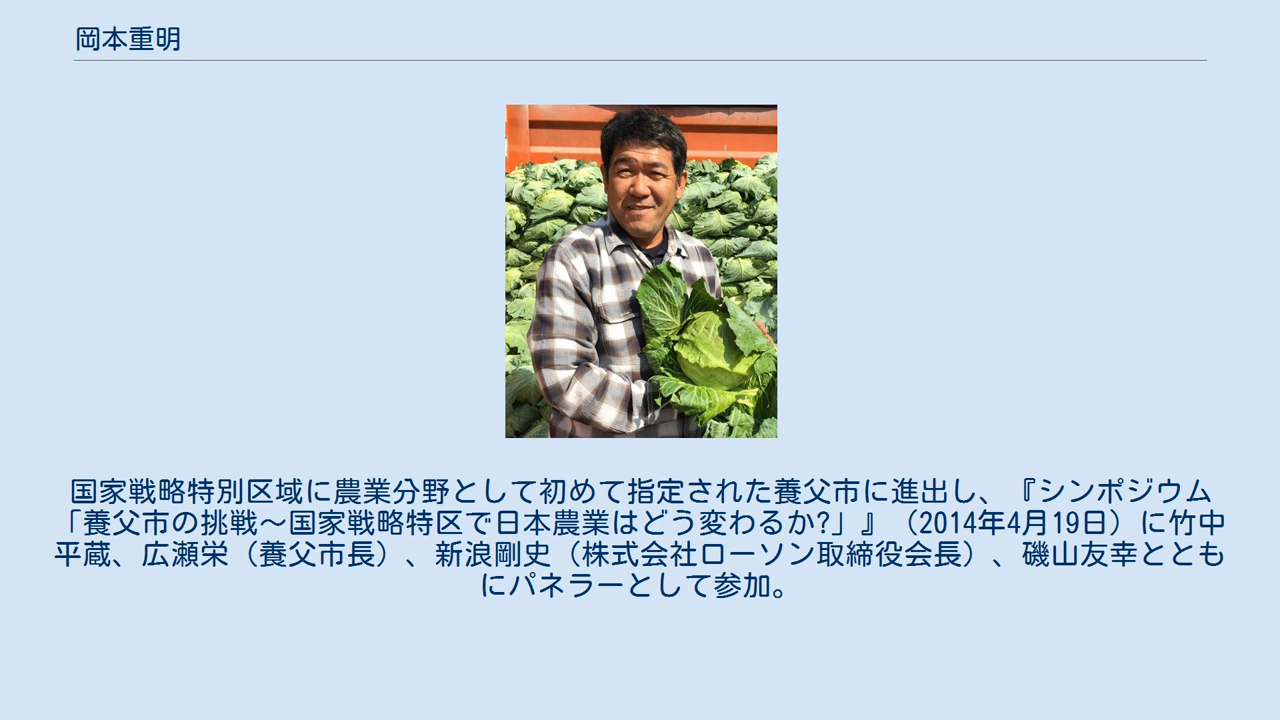 岡本重明
国家戦略特別区域に農業分野として初めて指定された養父市に進出し、『シンポジウム
「養父市の挑戦～国家戦略特区で日本農業はどう変わるか?」』（2014年4月19日）に竹中
平蔵、広瀬栄（養父市長）、新浪剛史（株式会社ローソン取締役会長）、磯山友幸ととも
にパネラーとして参加。